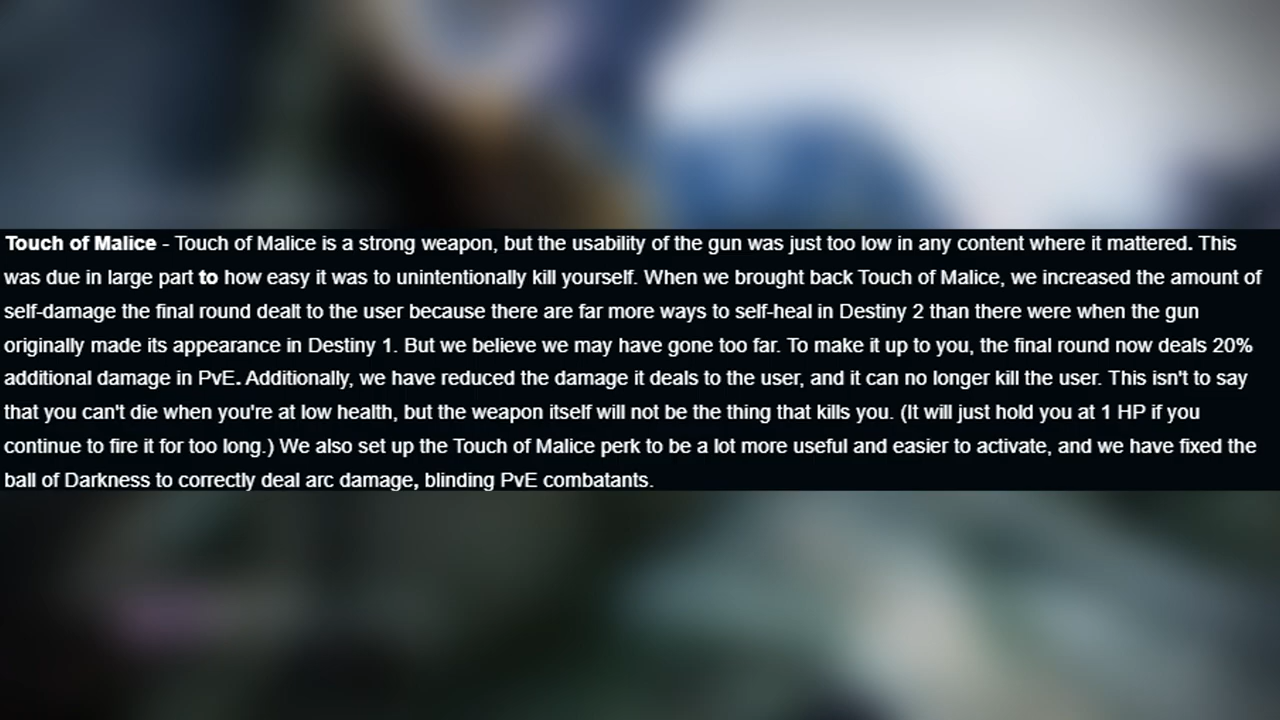 Touch of Malice - Touch of Malice is a strong weapon, but the usability of the gun was just too low in any content where it mattered. This
was due in large part to how easy it was to unintentionally kill yourself. When we brought back Touch of Malice, we increased the amount of
self-damage the final round dealt to the user because there are far more ways to self-heal in Destiny 2 than there were when the gun
originally made its appearance in Destiny 1. But we believe we may have gone too far. To make it up to you, the final round now deals 20%
additional damage in PvE. Additionally, we have reduced the damage it deals to the user, and it can no longer kill the user. This isn't to say
that you can't die when you're at low health, but the weapon itself will not be the thing that kills you. (It will just hold you at 1 HP if you
continue to fire it for too long.) We also set up the Touch of Malice perk to be a lot more useful and easier to activate, and we have fixed the
ball of Darkness to correctly deal arc damage, blinding PvE combatants.